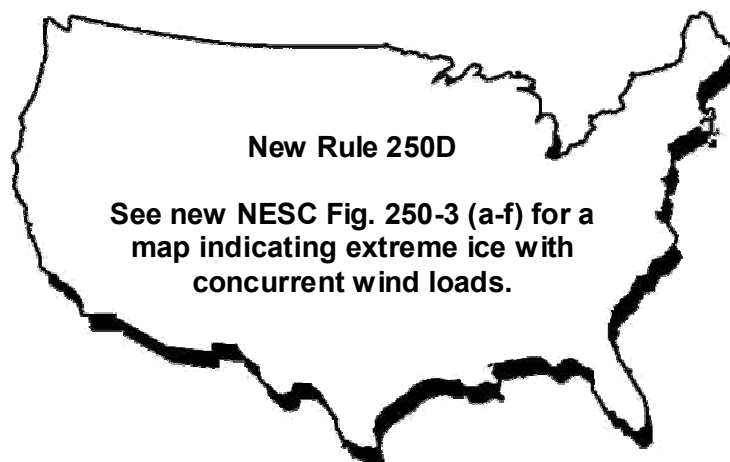 New Rule 250D
See new NESC Fig. 250-3 (a-f) for a
map indicating extreme ice with
concurrent wind loads.